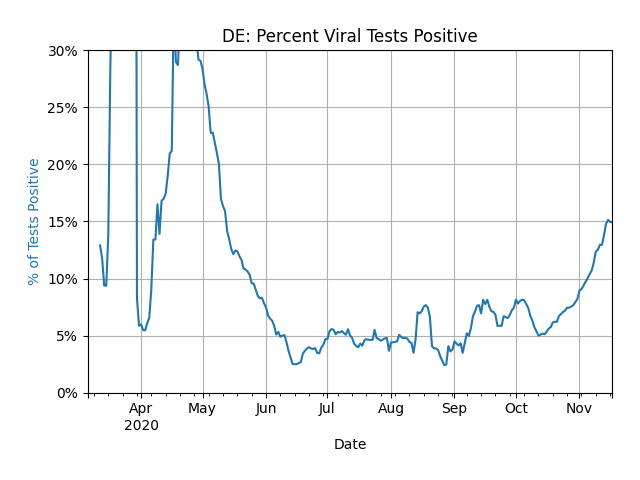 DE: Percent Viral Tests Positive
30%
25%
20%
15%
10%
5%
0%
% of Tests Positive
Apr May Jun Jul Aug Sep Oct Nov
2020
Date